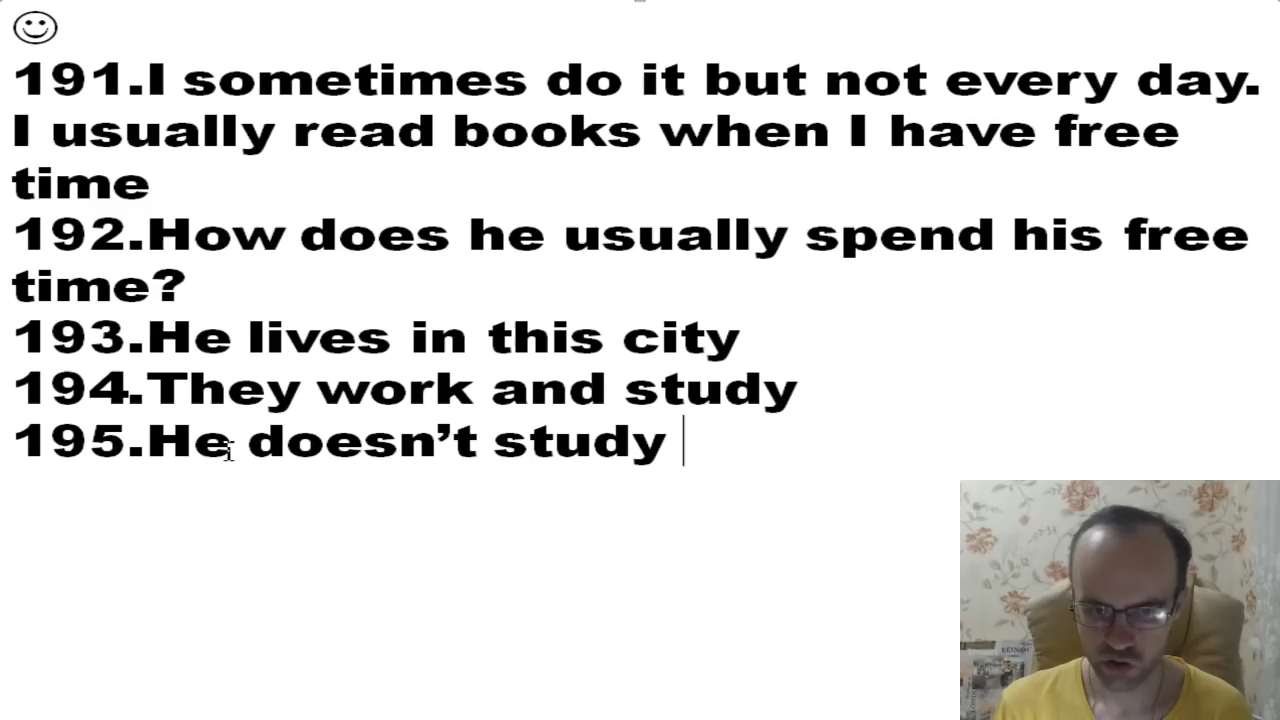 191.I sometimes do it but not every day.
I usually read books when I have free
time
192.How does he usually spend his free
time?
193.He lives in this city
194.They work and study
195.He doesn’t study